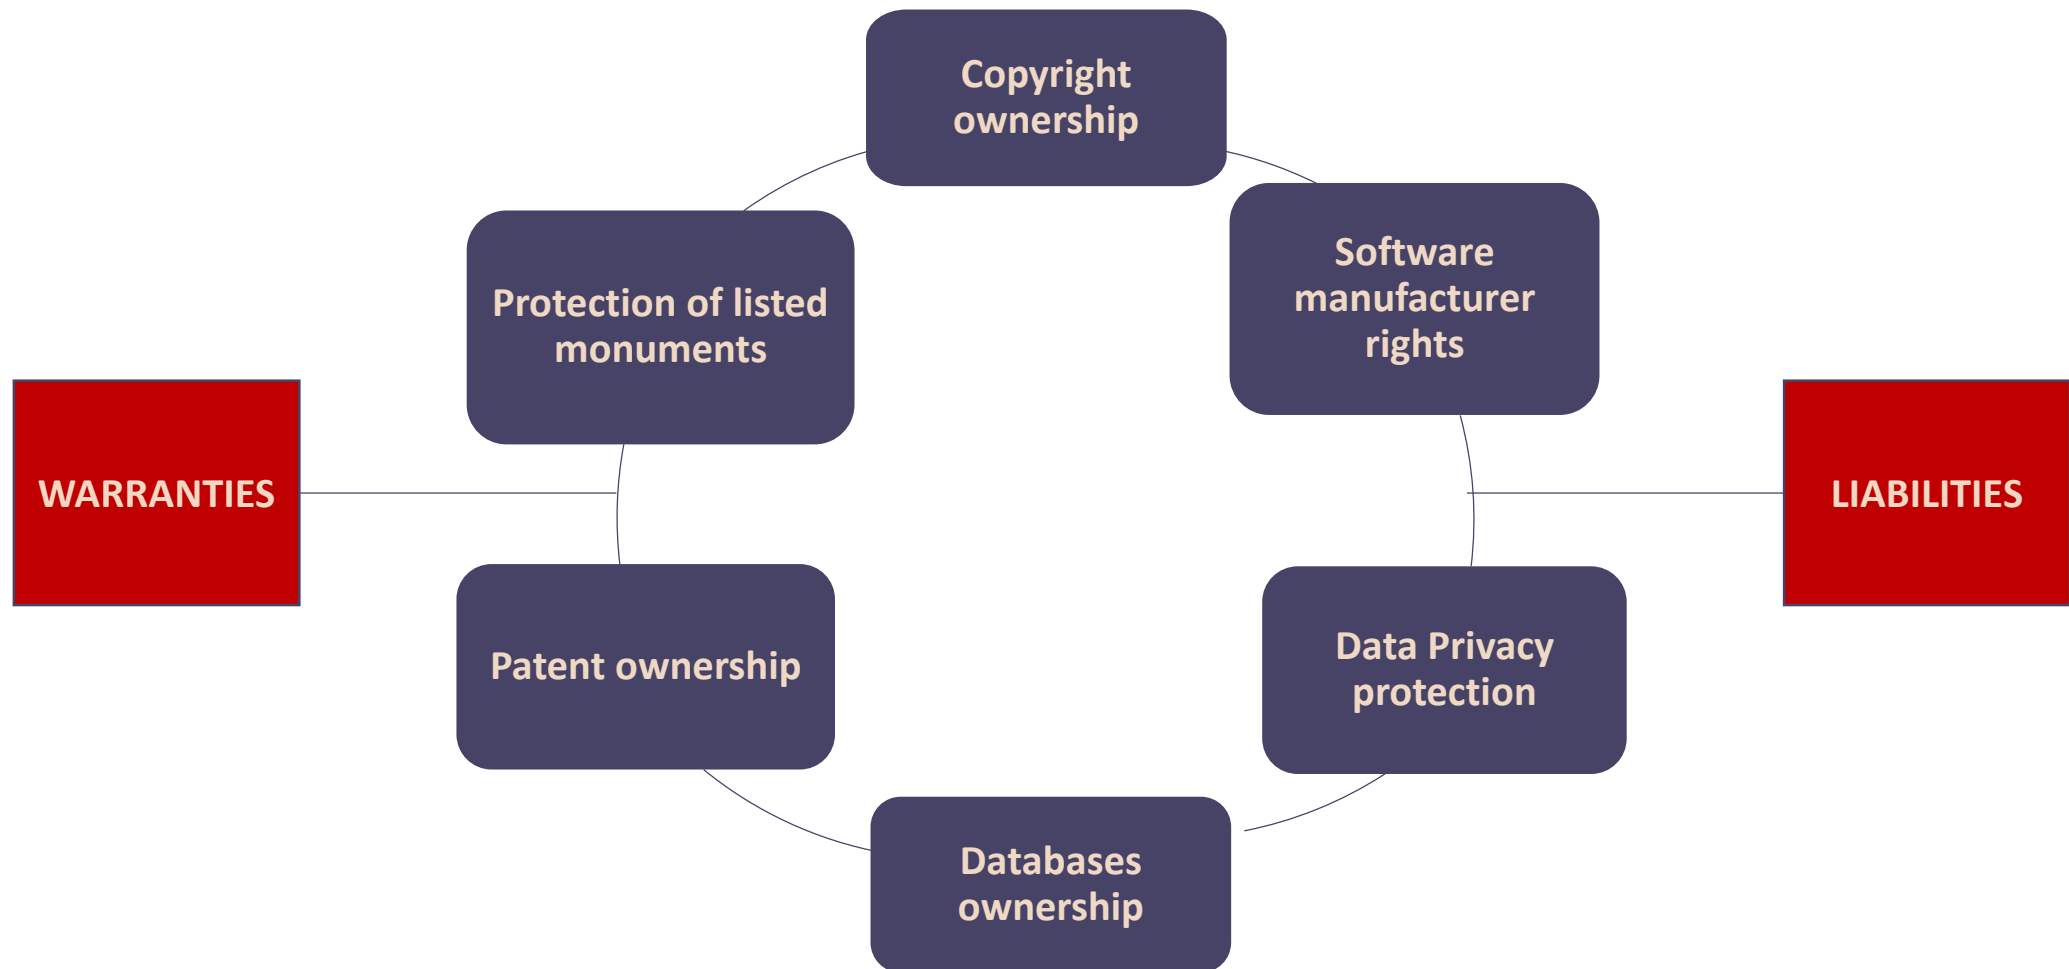 Copyright
ownership
Software
manufacturer
rights
Protection of listed
monuments
WARRANTIES
LIABILITIES
Patent ownership
Data Privacy
protection
Databases
ownership